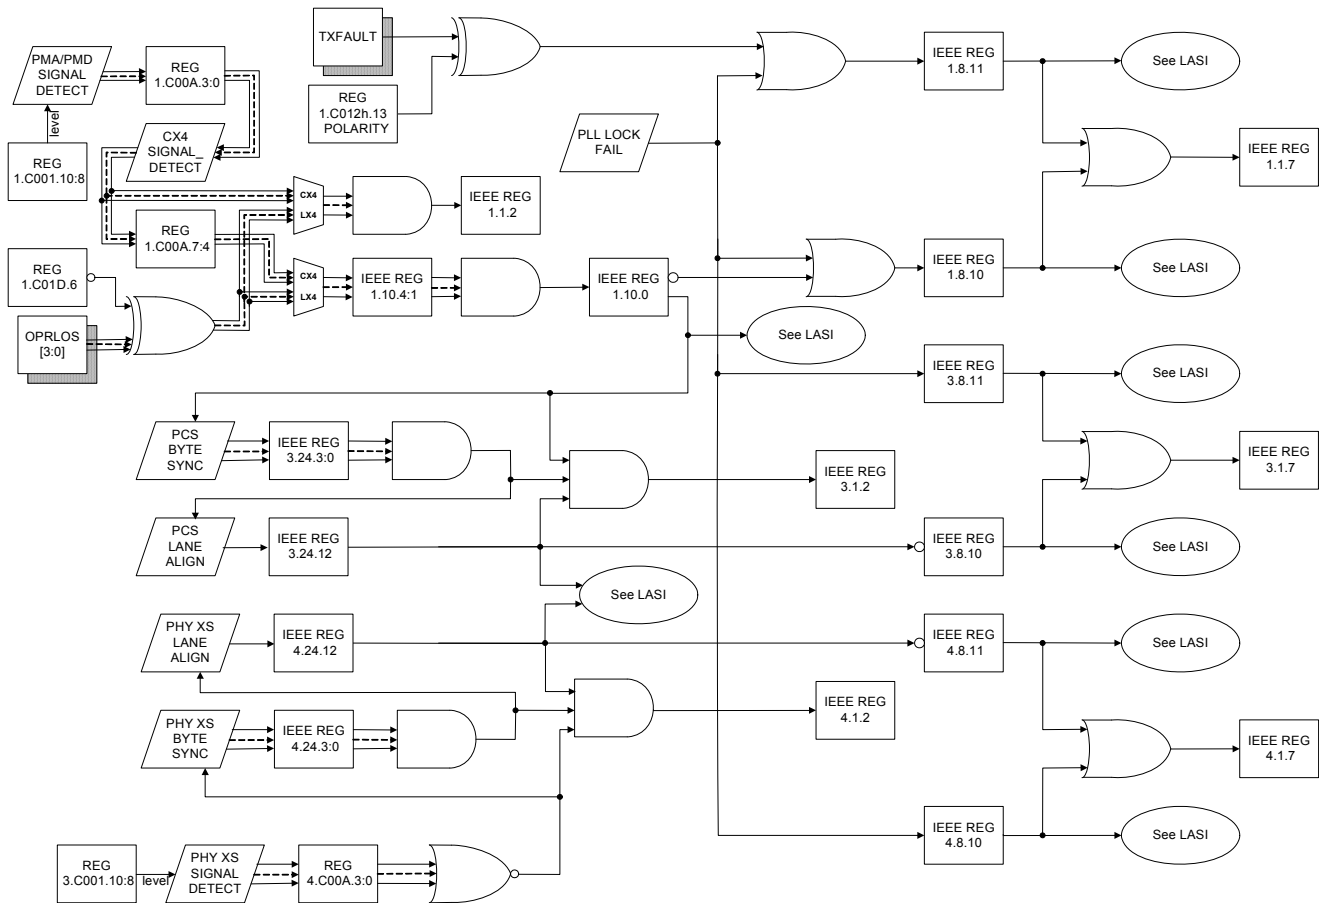 TXFAULT
PMA/PMD
SIGNAL
DETECT
REG
1.C00A.3:0
IEEE REG
1.8.11
See LASI
REG
1.C012h.13
POLARITY
level
CX4
SIGNAL_
DETECT
PLL LOCK
FAIL
REG
1.C001.10:8
IEEE REG
1.1.7
CX4
LX4
IEEE REG
1.1.2
REG
1.C00A.7:4
REG
1.C01D.6
CX4
LX4
IEEE REG
1.10.4:1
IEEE REG
1.10.0
IEEE REG
1.8.10
See LASI
OPRLOS
[3:0]
See LASI
IEEE REG
3.8.11
See LASI
PCS
BYTE
SYNC
IEEE REG
3.24.3:0
IEEE REG
3.1.2
IEEE REG
3.1.7
PCS
LANE
ALIGN
IEEE REG
3.24.12
IEEE REG
3.8.10
See LASI
See LASI
PHY XS
LANE
ALIGN
IEEE REG
4.24.12
IEEE REG
4.8.11
See LASI
PHY XS
BYTE
SYNC
IEEE REG
4.24.3:0
IEEE REG
4.1.2
IEEE REG
4.1.7
IEEE REG
4.8.10
See LASI
REG
3.C001.10:8
level
PHY XS
SIGNAL
DETECT
REG
4.C00A.3:0